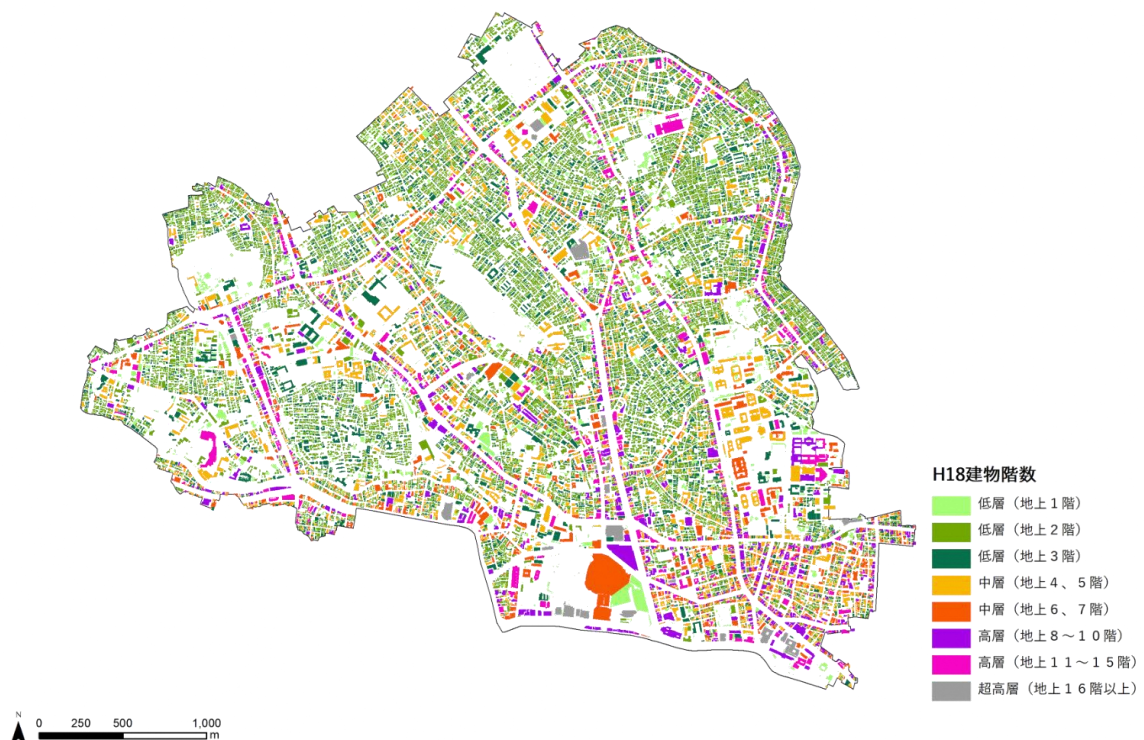 H18建物階数
低層（地上１階）
低層（地上２階）
低層（地上３階）
中層（地上４、５階）
中層（地上６、７階）
高層（地上８～１０階）
高層（地上１１～１５階）
超高層（地上１６階以上）
N
0 250 500 1,000
m